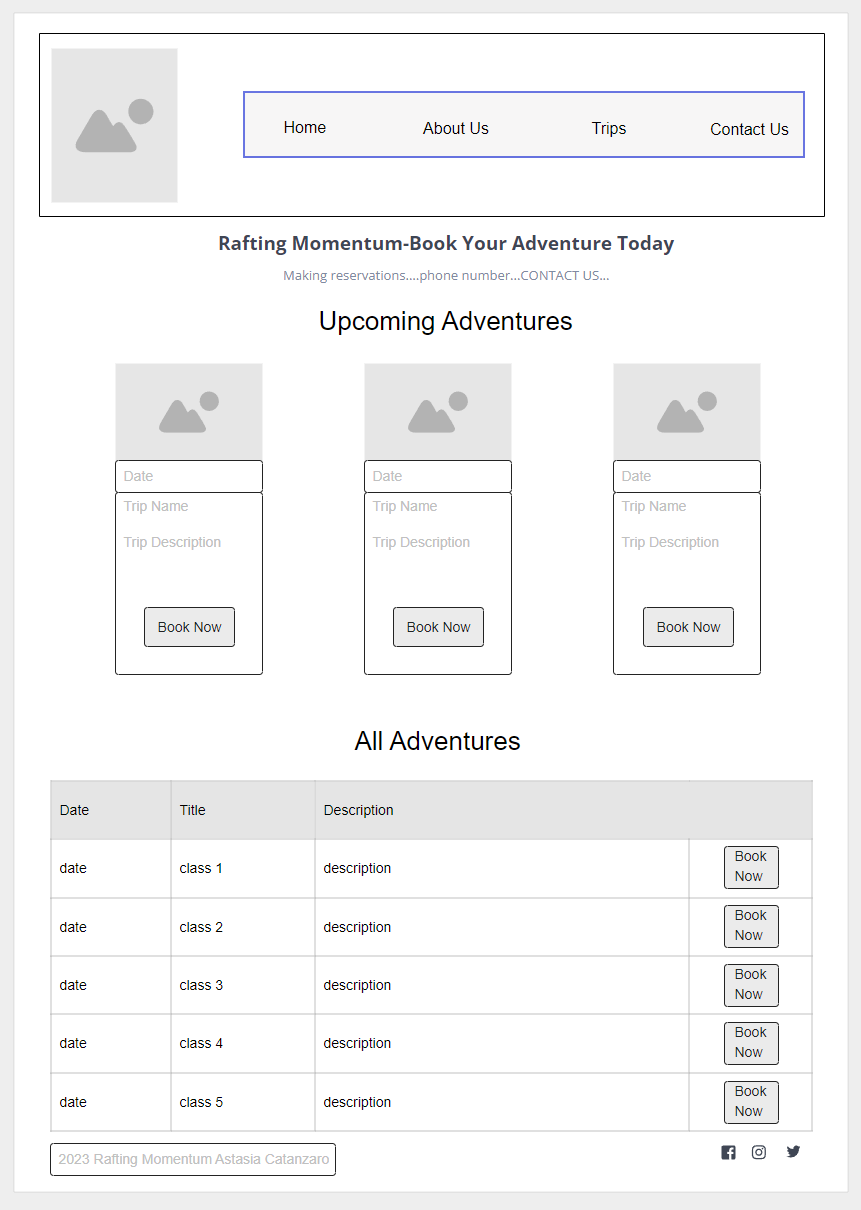 Home About Us Trips Contact Us
Rafting Momentum-Book Your Adventure Today
Making reservations....phone number...CONTACT US...
Upcoming Adventures
Date
Trip Name
Trip Description
Book Now
Date
Trip Name
Trip Description
Book Now
Date
Trip Name
Trip Description
Book Now
All Adventures
Date Title Description
date class 1 description Book
Now
date class 2 description Book
Now
date class 3 description Book
Now
date class 4 description Book
Now
date class 5 description Book
Now
2023 Rafting Momentum Astasia Catanzaro